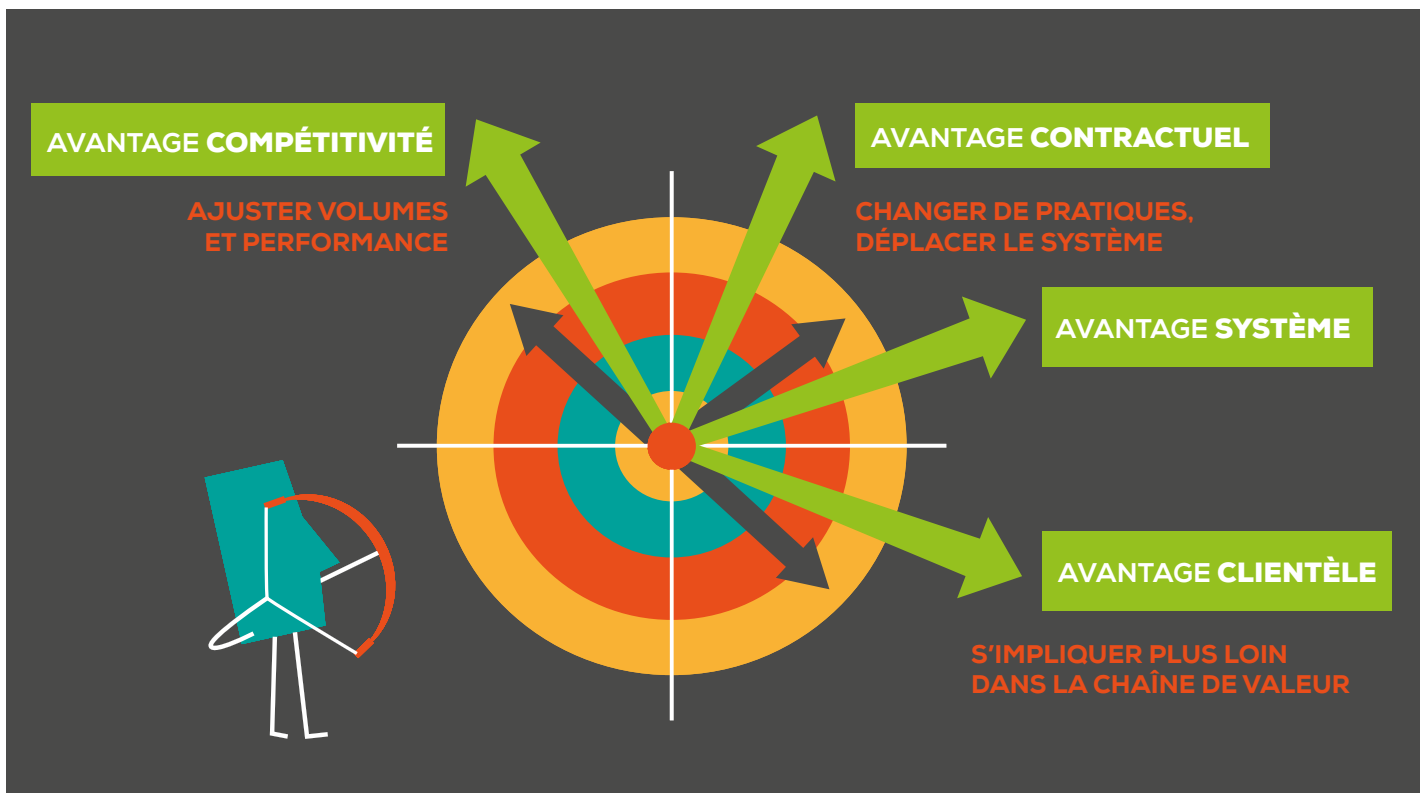 AVANTAGE COMPÉTITIVITÉ
AJUSTER VOLUMES
ET PERFORMANCE
AVANTAGE CONTRACTUEL
CHANGER DE PRATIQUES,
DÉPLACER LE SYSTÈME
AVANTAGE SYSTÈME
AVANTAGE CLIENTÈLE
S'IMPLIQUER PLUS LOIN
DANS LA CHAÎNE DE VALEUR